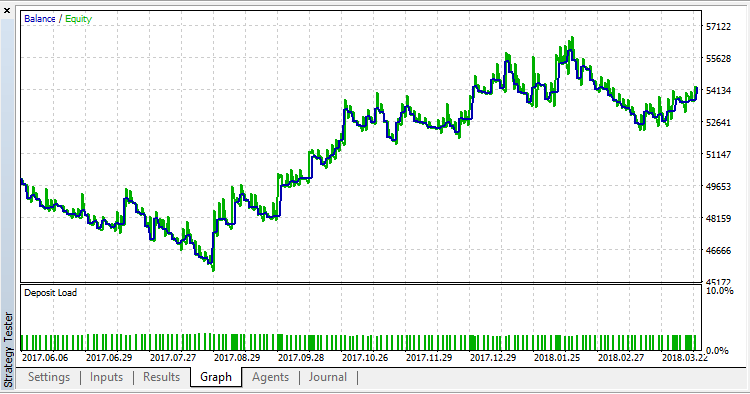 Balance / Equity
57122
55628
54134
52641
51147
49653
48159
46666
45172
Deposit Load
10.0%
0.0%
2017.06.06 2017.06.29 2017.07.27 2017.08.29 2017.09.28 2017.10.26 2017.11.29 2017.12.29 2018.01.25 2018.02.27 2018.03.22
Strategy Tester
Settings Inputs Results Graph Agents Journal